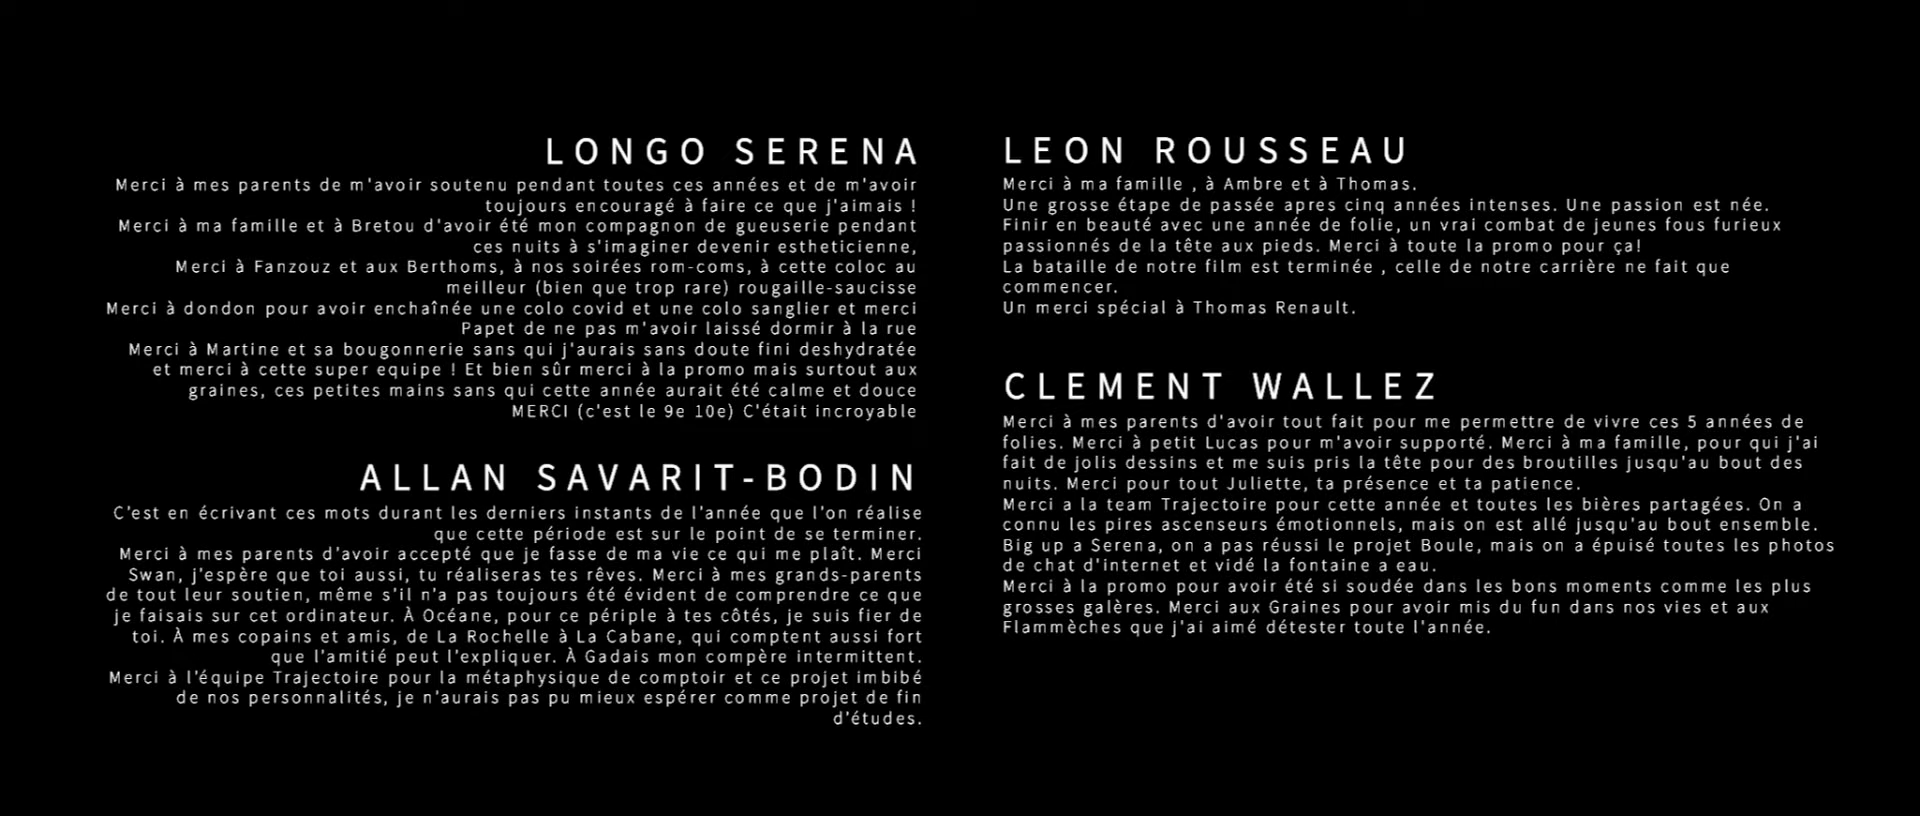 LONGO SERENA
Merci à mes parents de m'avoir soutenu pendant toutes ces années et de m'avoir
toujours encouragé à faire ce que j'aimais !
Merci à ma famille et à Bretou d'avoir été mon compagnon de gueuserie pendant
ces nuits à s'imaginer devenir estheticienne,
Merci à Fanzouz et aux Berthoms, à nos soirées rom-coms, à cette coloc au
meilleur (bien que trop rare) rougaille-saucisse
Merci à dondon pour avoir enchaînée une colo covid et une colo sanglier et merci
Papet de ne pas m'avoir laissé dormir à la rue
Merci à Martine et sa bougonnerie sans qui j'aurais sans doute fini deshydratée
et merci à cette super equipe ! Et bien sûr merci à la promo mais surtout aux
graines, ces petites mains sans qui cette année aurait été calme et douce
MERCI (c'est le 9e 10e) C'était incroyable
ALLAN SAVARIT-BODIN
C'est en écrivant ces mots durant les derniers instants de l'année que l'on réalise
que cette période est sur le point de se terminer.
Merci à mes parents d'avoir accepté que je fasse de ma vie ce qui me plaît. Merci
Swan, j'espère que toi aussi, tu réaliseras tes rêves. Merci à mes grands-parents
de tout leur soutien, même s'il n'a pas toujours été évident de comprendre ce que
je faisais sur cet ordinateur. À Océane, pour ce périple à tes côtés, je suis fier de
toi. À mes copains et amis, de La Rochelle à La Cabane, qui comptent aussi fort
que l'amitié peut l'expliquer. À Gadais mon compère intermittent.
Merci à l'équipe Trajectoire pour la métaphysique de comptoir et ce projet imbibé
de nos personnalités, je n'aurais pas pu mieux espérer comme projet de fin
d'études.
LEON ROUSSEAU
Merci à ma famille , à Ambre et à Thomas.
Une grosse étape de passée apres cinq années intenses. Une passion est née.
Finir en beauté avec une année de folie, un vrai combat de jeunes fous furieux
passionnés de la tête aux pieds. Merci à toute la promo pour ça!
La bataille de notre film est terminée , celle de notre carrière ne fait que
commencer.
Un merci spécial à Thomas Renault.
CLEMENT WALLEZ
Merci à mes parents d'avoir tout fait pour me permettre de vivre ces 5 années de
folies. Merci à petit Lucas pour m'avoir supporté. Merci à ma famille, pour qui j'ai
fait de jolis dessins et me suis pris la tête pour des broutilles jusqu'au bout des
nuits. Merci pour tout Juliette, ta présence et ta patience.
Merci a la team Trajectoire pour cette année et toutes les bières partagées. On a
connu les pires ascenseurs émotionnels, mais on est allé jusqu'au bout ensemble.
Big up a Serena, on a pas réussi le projet Boule, mais on a épuisé toutes les photos
de chat d'internet et vidé la fontaine a eau.
Merci à la promo pour avoir été si soudée dans les bons moments comme les plus
grosses galères. Merci aux Graines pour avoir mis du fun dans nos vies et aux
Flammèches que j'ai aimé détester toute l'année.